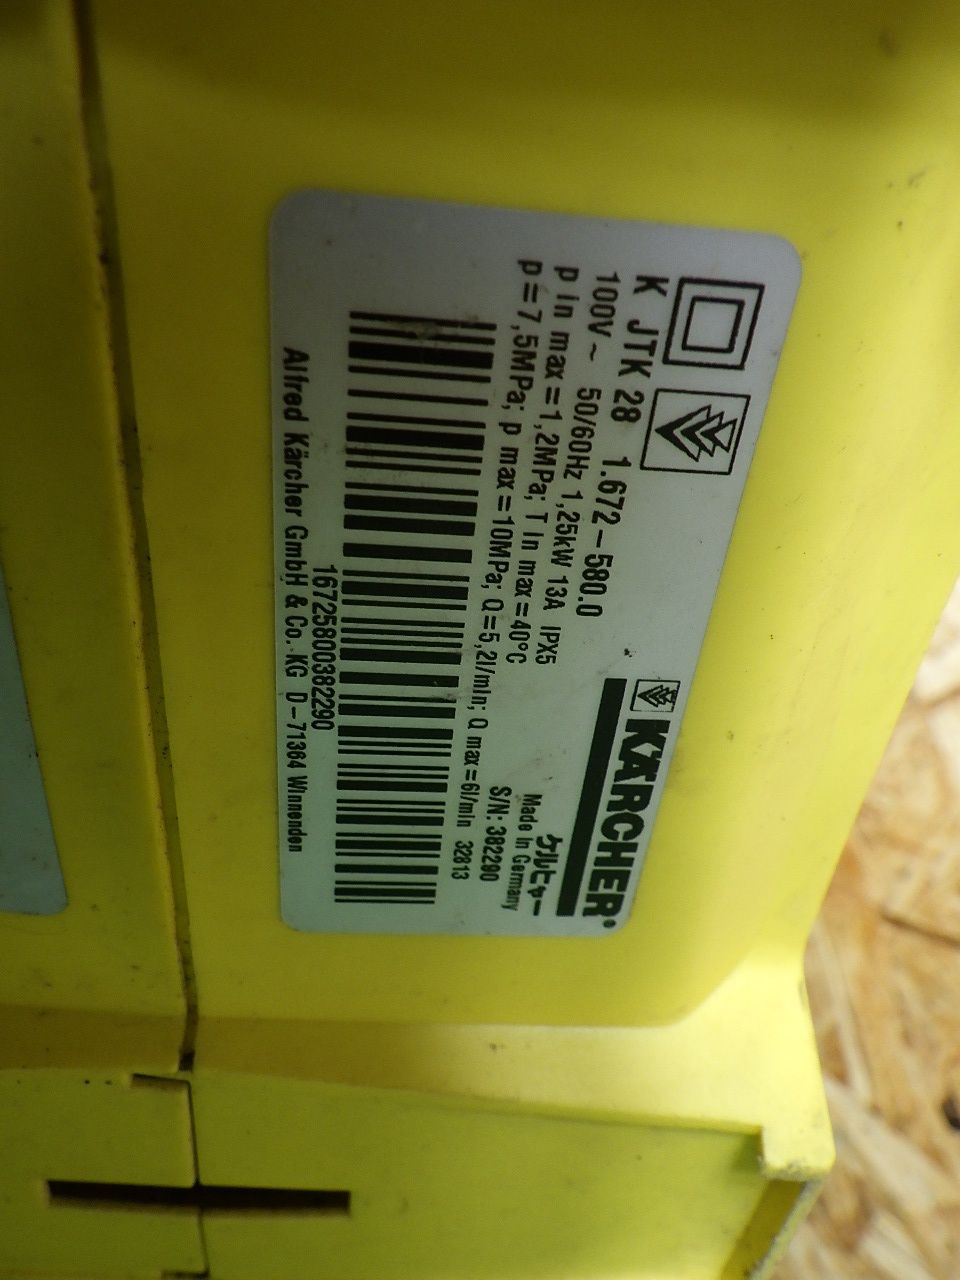 K JTK 28 1.672-580.0
100V ~ 50/60Hz 1,25kW 13A IPX5
p in max=1,2MPa; T in max=40°C
p=7,5MPa; p max=10MPa; Q=5,2l/min; Q max=6l/min 32813
KÄRCHER®
ケルヒャー
Made in Germany
S/N: 382290
16725800382290
Alfred Kärcher GmbH & Co. KG D-71364 Winnenden